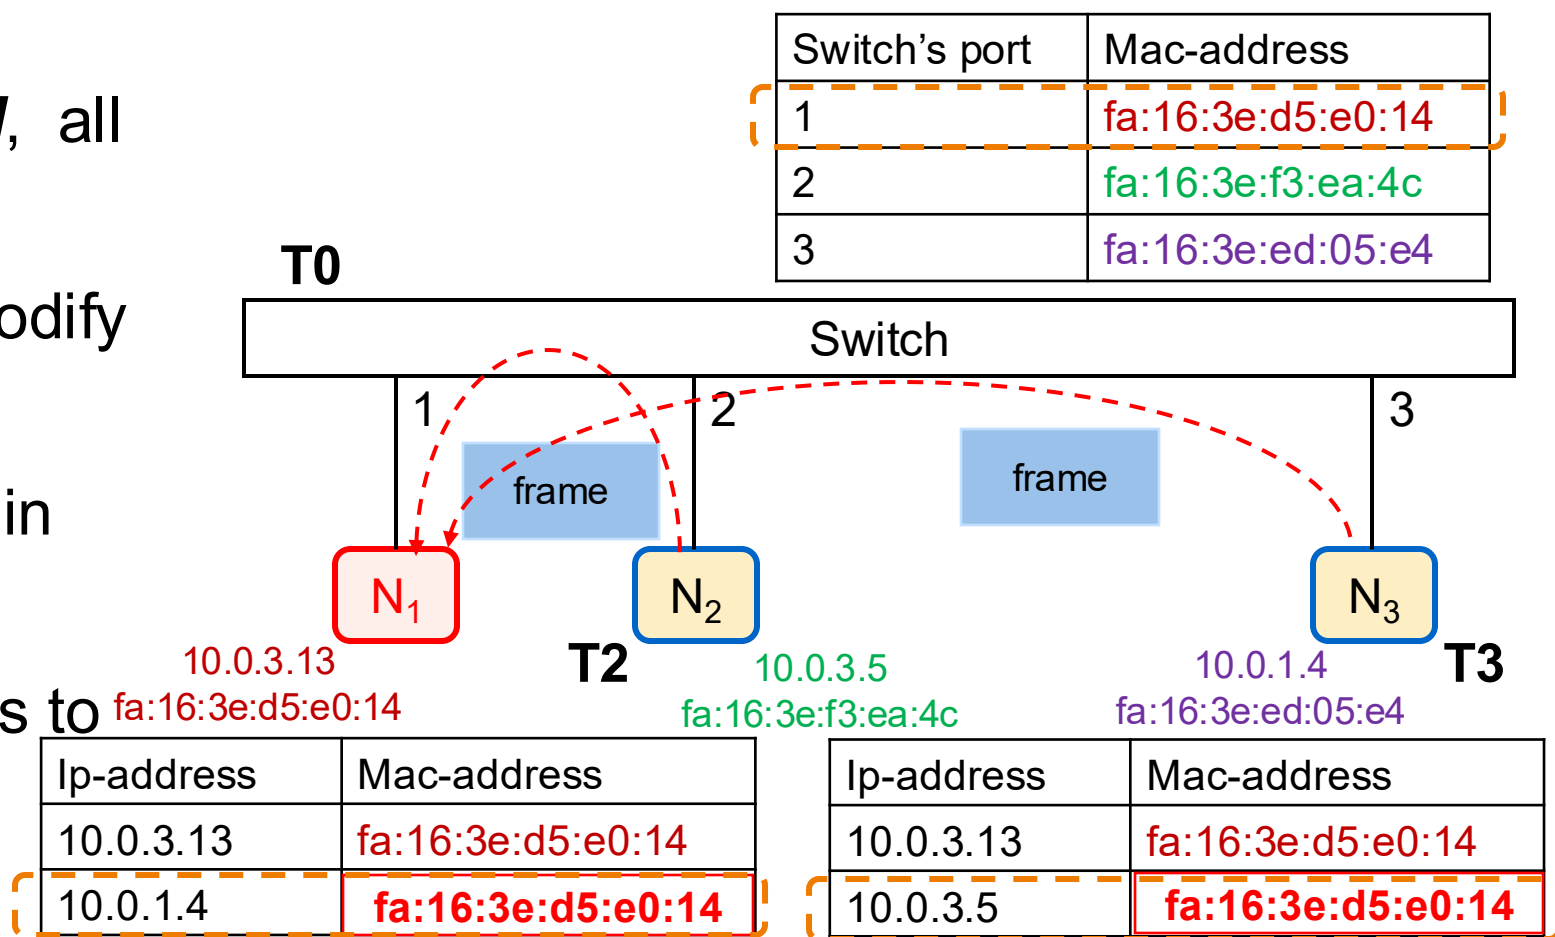 Switch's port Mac-address
, all
1 fa:16:3e:d5:e0:14
2 fa:16:3e:f3:ea:4c
3 fa:16:3e:ed:05:e4
T0
odify
Switch
1 2 3
frame frame
in
N1 N2 N3
10.0.3.13 T2 10.0.3.5 10.0.1.4 T3
s to fa:16:3e:d5:e0:14 fa:16:3e:f3:ea:4c fa:16:3e:ed:05:e4
Ip-address Mac-address
10.0.3.13 fa:16:3e:d5:e0:14
10.0.1.4 fa:16:3e:d5:e0:14
Ip-address Mac-address
10.0.3.13 fa:16:3e:d5:e0:14
10.0.3.5 fa:16:3e:d5:e0:14